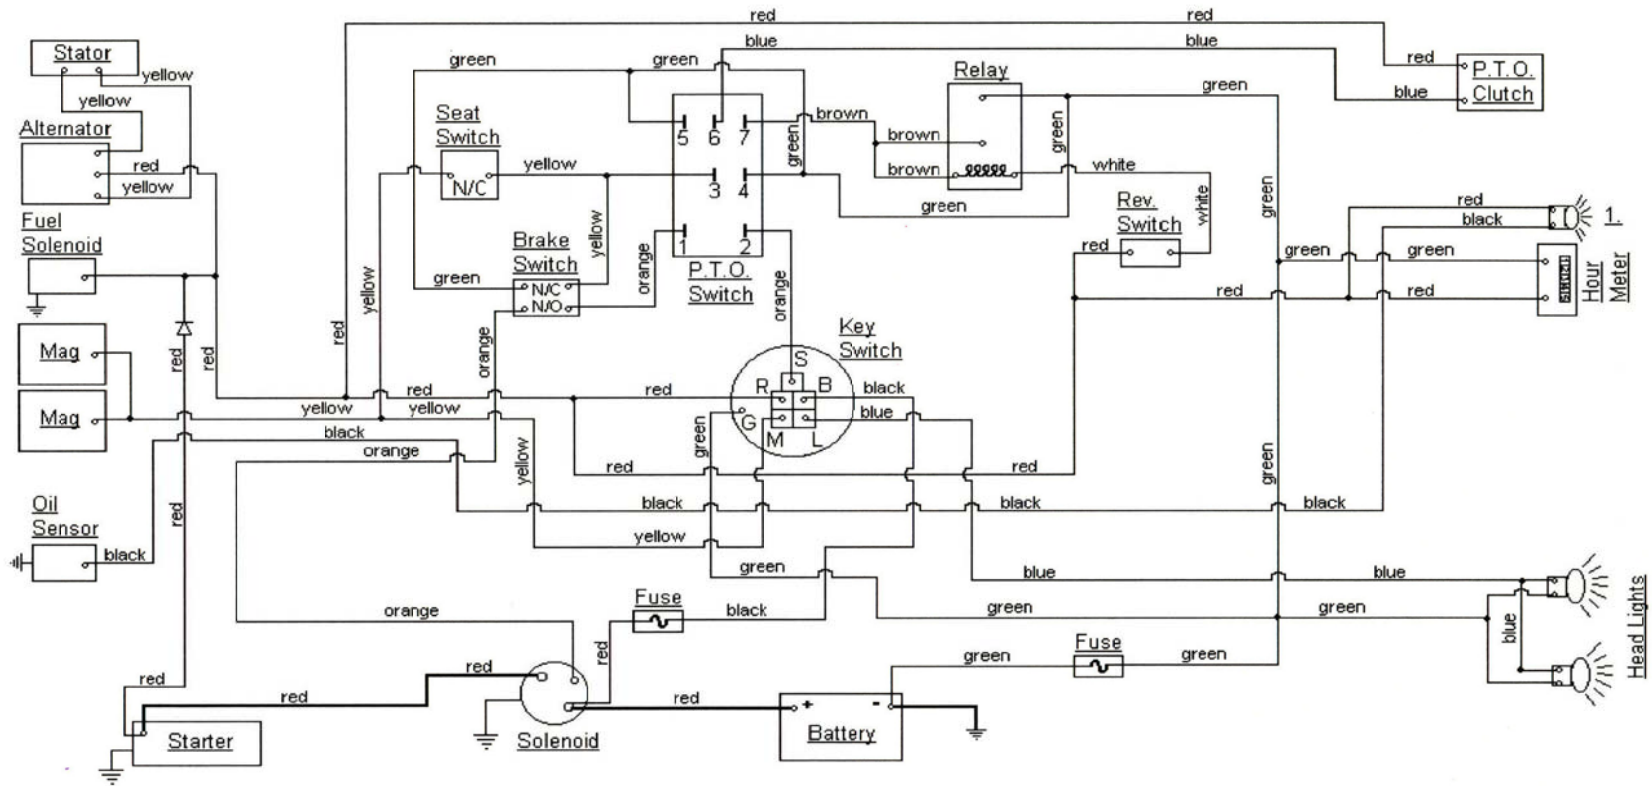 red
red
blue
blue
Stator
yellow
green
green
Relay
red
P.T.O.
Clutch
yellow
green
blue
Alternator
Seat
Switch
5
6
7
brown
brown
green
green
red
yellow
N/C
yellow
3
4
brown
white
Fuel
Solenoid
green
Rev.
Switch
white
green
red
black
1.
Brake
Switch
yellow
orange
1
2
red
green
green
Hour
Meter
green
N/C
N/O
P.T.O.
Switch
orange
red
red
yellow
Mag
red
red
red
orange
Key
Switch
S
R
B
black
red
red
Mag
yellow
yellow
G
M
L
blue
black
orange
yellow
green
red
red
green
Oil
Sensor
red
black
black
black
black
yellow
green
blue
blue
orange
Fuse
black
green
green
blue
Head Lights
red
Fuse
green
green
red
red
red
red
+
-
Starter
Solenoid
Battery